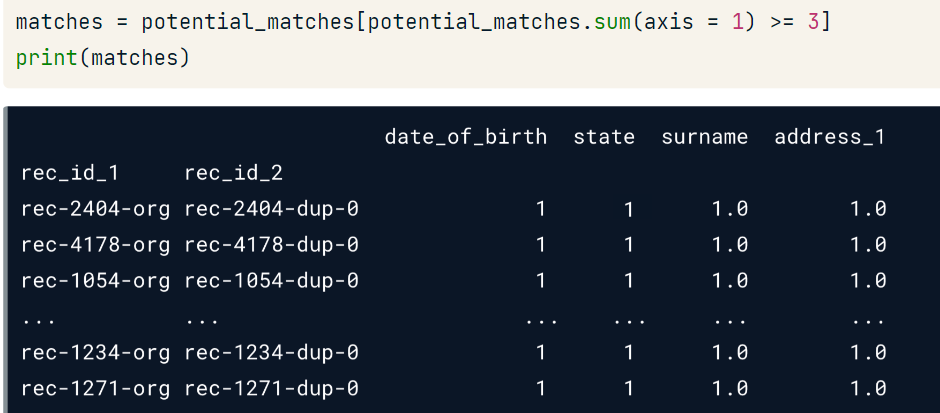 matches = potential_matches[potential_matches.sum(axis = 1) >= 3]
print(matches)
date_of_birth state surname address_1
rec_id_1 rec_id_2
rec-2404-org rec-2404-dup-0 1 1 1.0 1.0
rec-4178-org rec-4178-dup-0 1 1 1.0 1.0
rec-1054-org rec-1054-dup-0 1 1 1.0 1.0
... ... ... ... ... ...
rec-1234-org rec-1234-dup-0 1 1 1.0 1.0
rec-1271-org rec-1271-dup-0 1 1 1.0 1.0